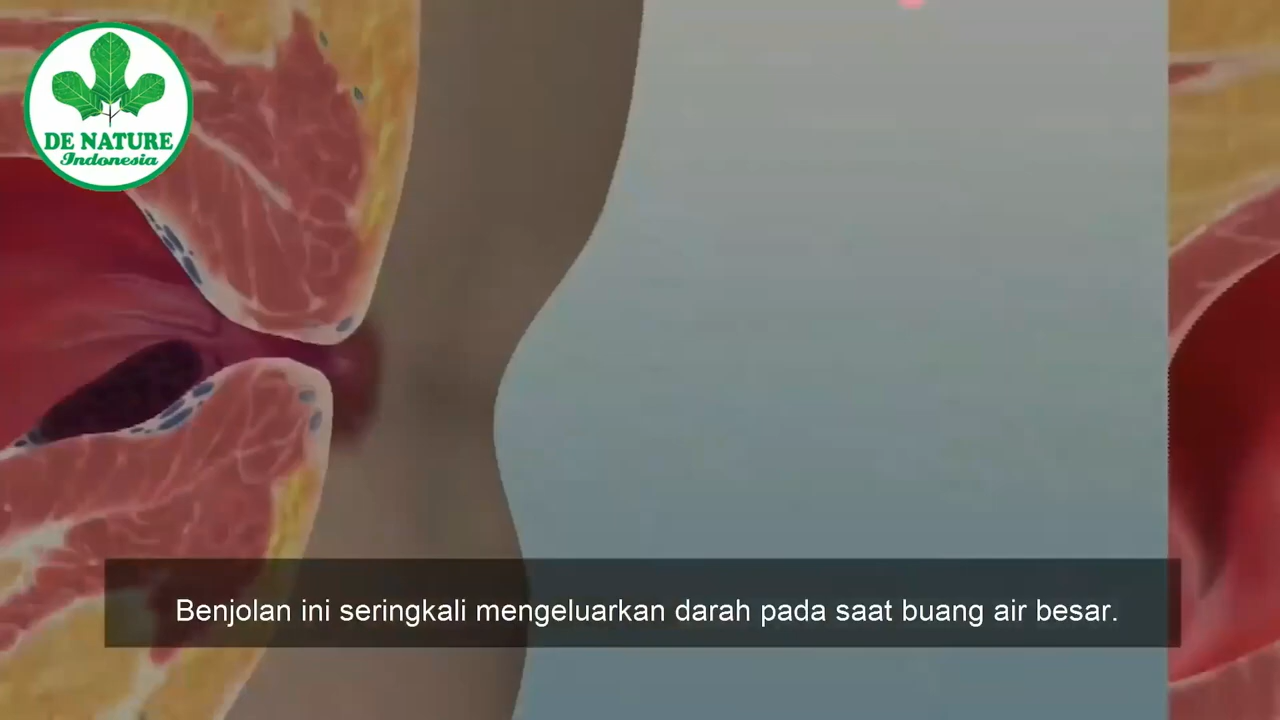 DE NATURE
Indonesia
Benjolan ini seringkali mengeluarkan darah pada saat buang air besar.